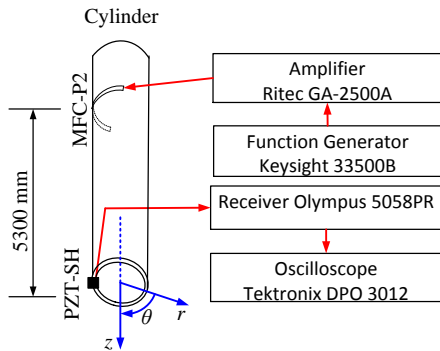 Cylinder
MFC-P2
5300 mm
PZT-SH
θ
r
z
Amplifier
Ritec GA-2500A
Function Generator
Keysight 33500B
Receiver Olympus 5058PR
Oscilloscope
Tektronix DPO 3012